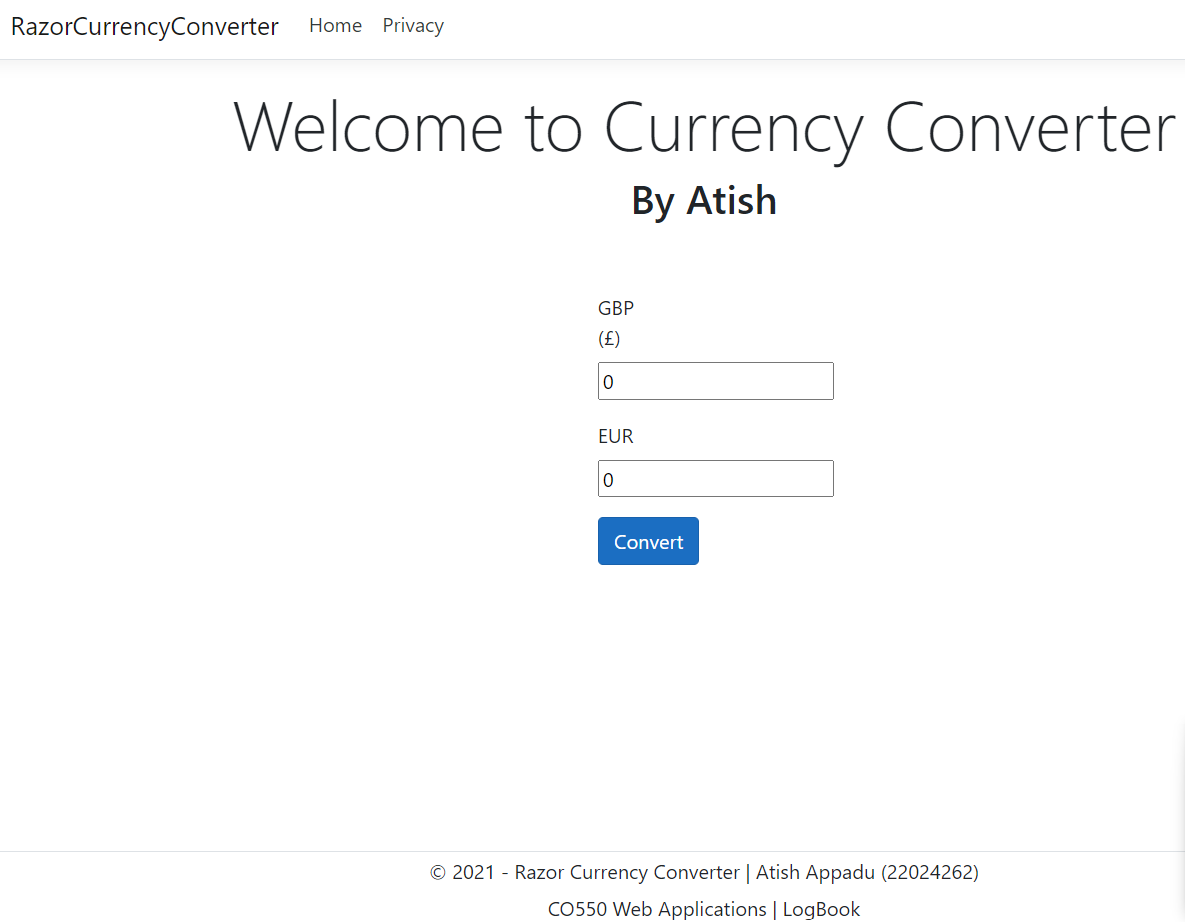 RazorCurrencyConverter Home Privacy
Welcome to Currency Converter
By Atish
GBP
(£)
0
EUR
0
Convert
© 2021 - Razor Currency Converter | Atish Appadu (22024262)
CO550 Web Applications | LogBook